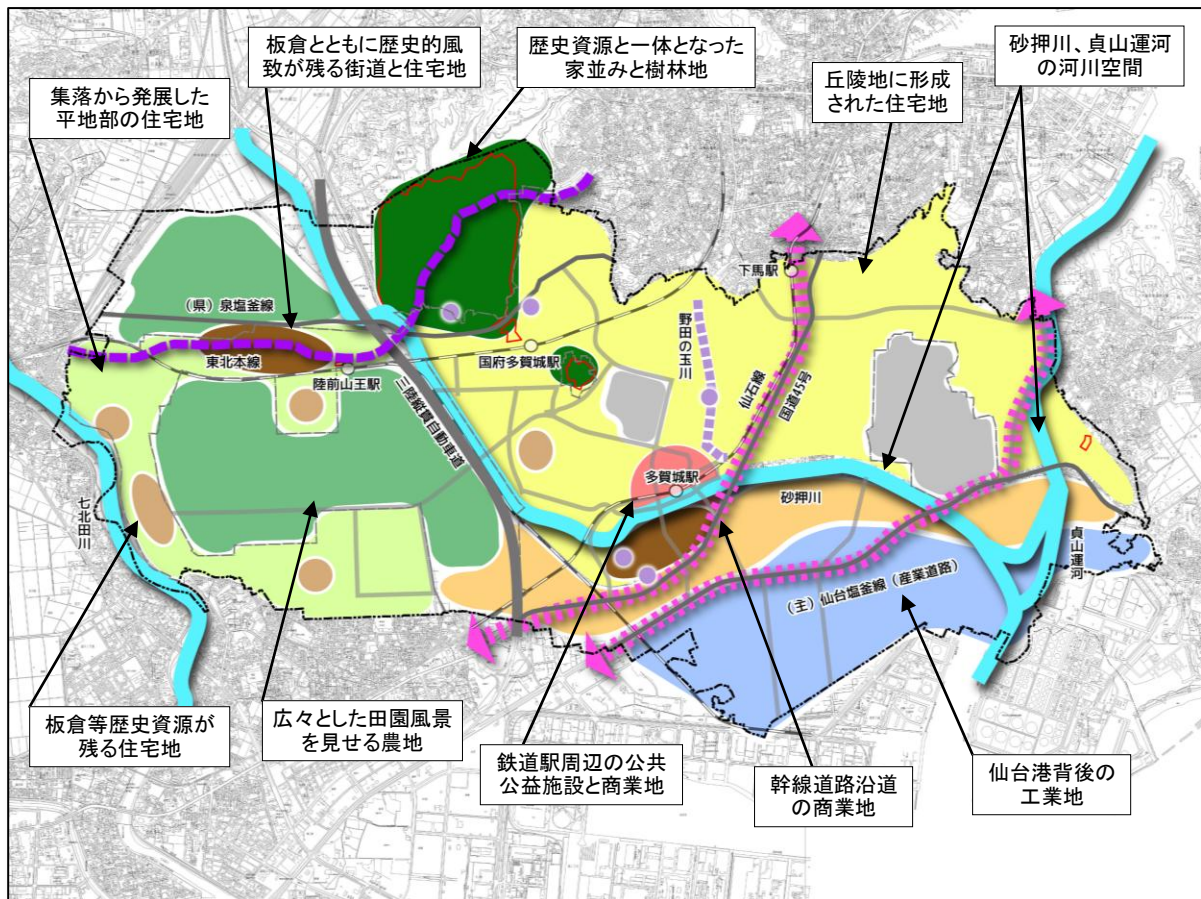 板倉とともに歴史的風
致が残る街道と住宅地
歴史資源と一体となった
家並みと樹林地
砂押川、貞山運河
の河川空間
集落から発展した
平地部の住宅地
丘陵地に形成
された住宅地
下馬駅
(県)泉塩釜線
野田の玉川
東北本線
国府多賀城駅
陸前山王駅
仙石線
国道45号
三陸縦貫自動車道
多賀城駅
砂押川
七北田川
貞山運河
(主)仙台塩釜線(産業道路)
板倉等歴史資源が
残る住宅地
広々とした田園風景
を見せる農地
鉄道駅周辺の公共
公益施設と商業地
幹線道路沿道
の商業地
仙台港背後の
工業地